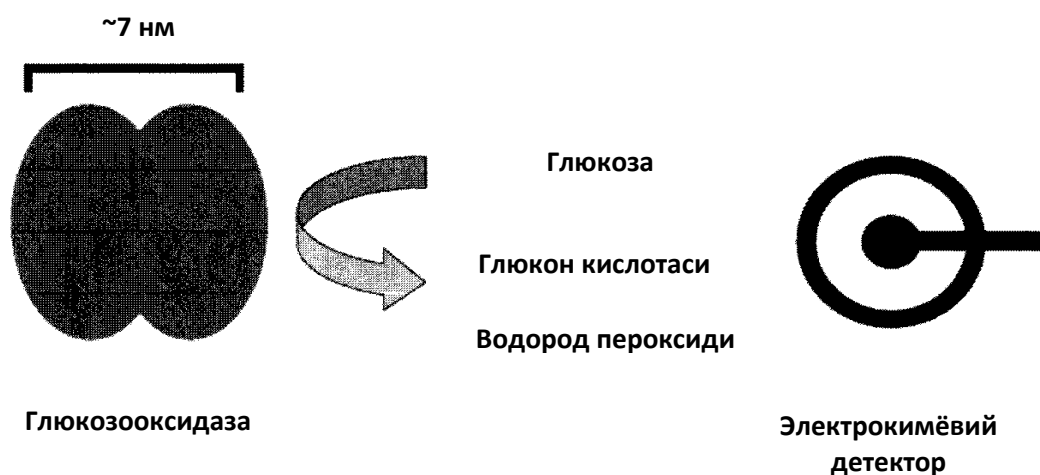 ~7 нм
Глюкоза
Глюкон кислотаси
Водород пероксиди
Глюкозооксидаза
Электрокимёвий
детектор